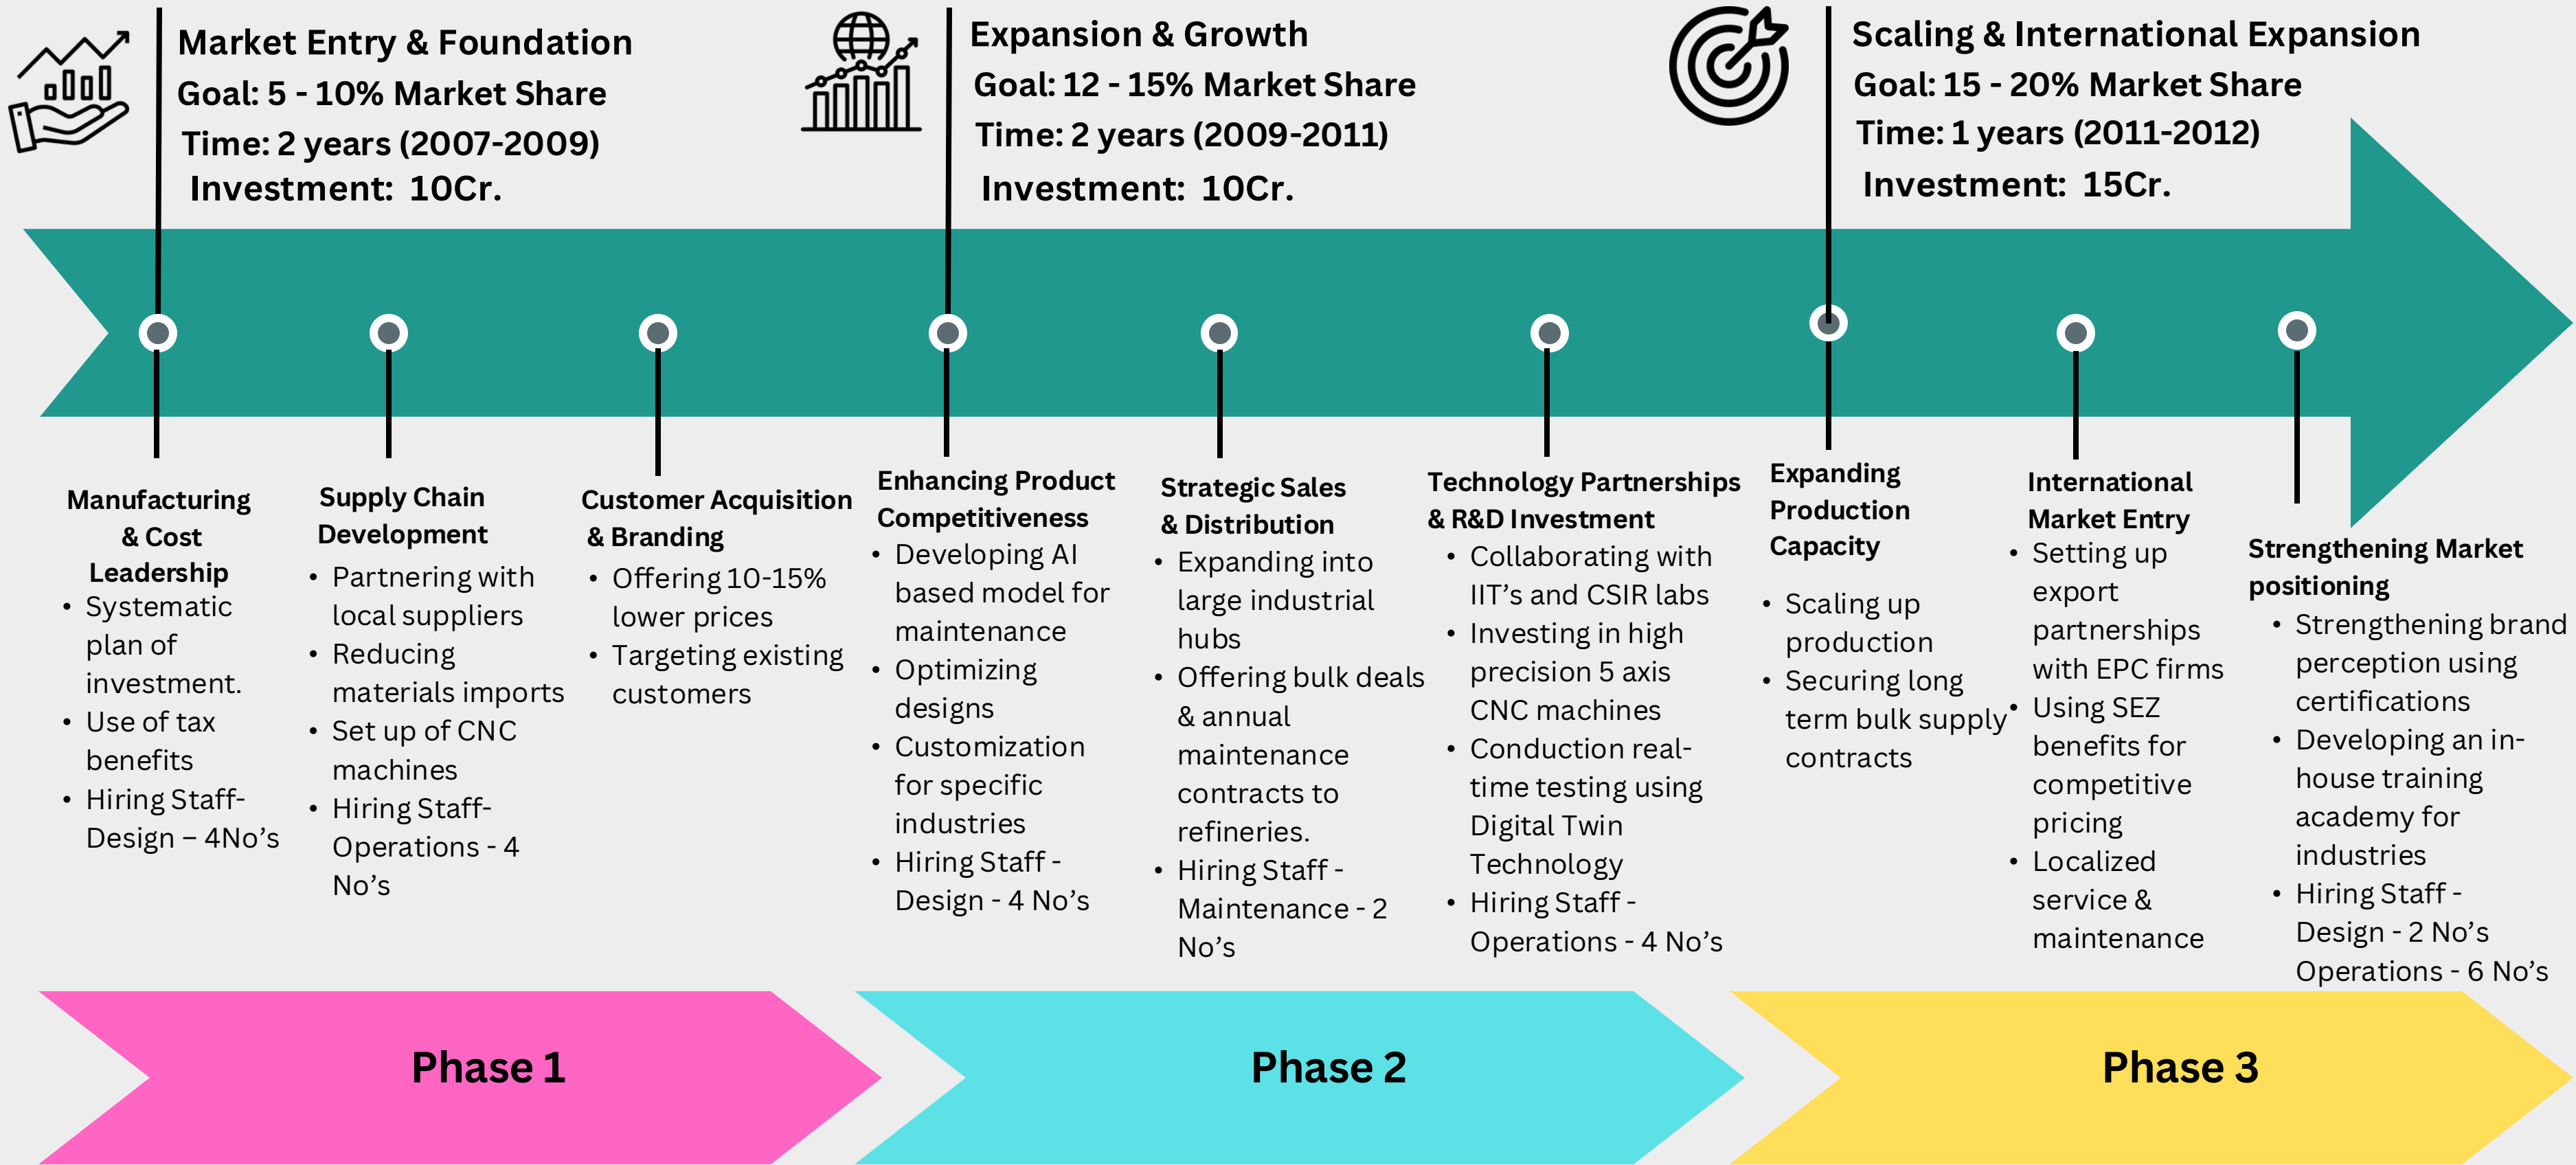 Market Entry & Foundation
Goal: 5 - 10% Market Share
Time: 2 years (2007-2009)
Investment: 10Cr.
Expansion & Growth
Goal: 12 - 15% Market Share
Time: 2 years (2009-2011)
Investment: 10Cr.
Scaling & International Expansion
Goal: 15 - 20% Market Share
Time: 1 years (2011-2012)
Investment: 15Cr.
Manufacturing
& Cost
Leadership
• Systematic
plan of
investment.
• Use of tax
benefits
• Hiring Staff-
Design – 4No’s
Supply Chain
Development
• Partnering with
local suppliers
• Reducing
materials imports
• Set up of CNC
machines
• Hiring Staff-
Operations - 4
No’s
Customer Acquisition
& Branding
• Offering 10-15%
lower prices
• Targeting existing
customers
Enhancing Product
Competitiveness
• Developing AI
based model for
maintenance
• Optimizing
designs
• Customization
for specific
industries
• Hiring Staff -
Design - 4 No’s
Strategic Sales
& Distribution
• Expanding into
large industrial
hubs
• Offering bulk deals
& annual
maintenance
contracts to
refineries.
• Hiring Staff -
Maintenance - 2
No’s
Technology Partnerships
& R&D Investment
• Collaborating with
IIT’s and CSIR labs
• Investing in high
precision 5 axis
CNC machines
• Conduction real-
time testing using
Digital Twin
Technology
• Hiring Staff -
Operations - 4 No’s
Expanding
Production
Capacity
• Scaling up
production
• Securing long
term bulk supply
contracts
International
Market Entry
• Setting up
export
partnerships
with EPC firms
• Using SEZ
benefits for
competitive
pricing
• Localized
service &
maintenance
Strengthening Market
positioning
• Strengthening brand
perception using
certifications
• Developing an in-
house training
academy for
industries
• Hiring Staff -
Design - 2 No’s
Operations - 6 No’s
Phase 1
Phase 2
Phase 3